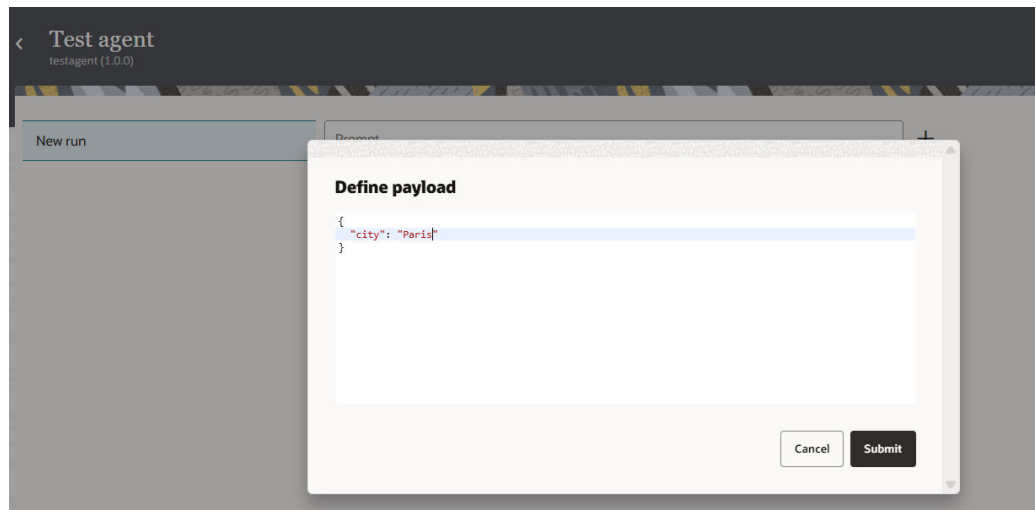 Test agent
testagent (1.0.0)
New run
Prompt
Define payload
{
"city": "Paris"
}
Cancel
Submit